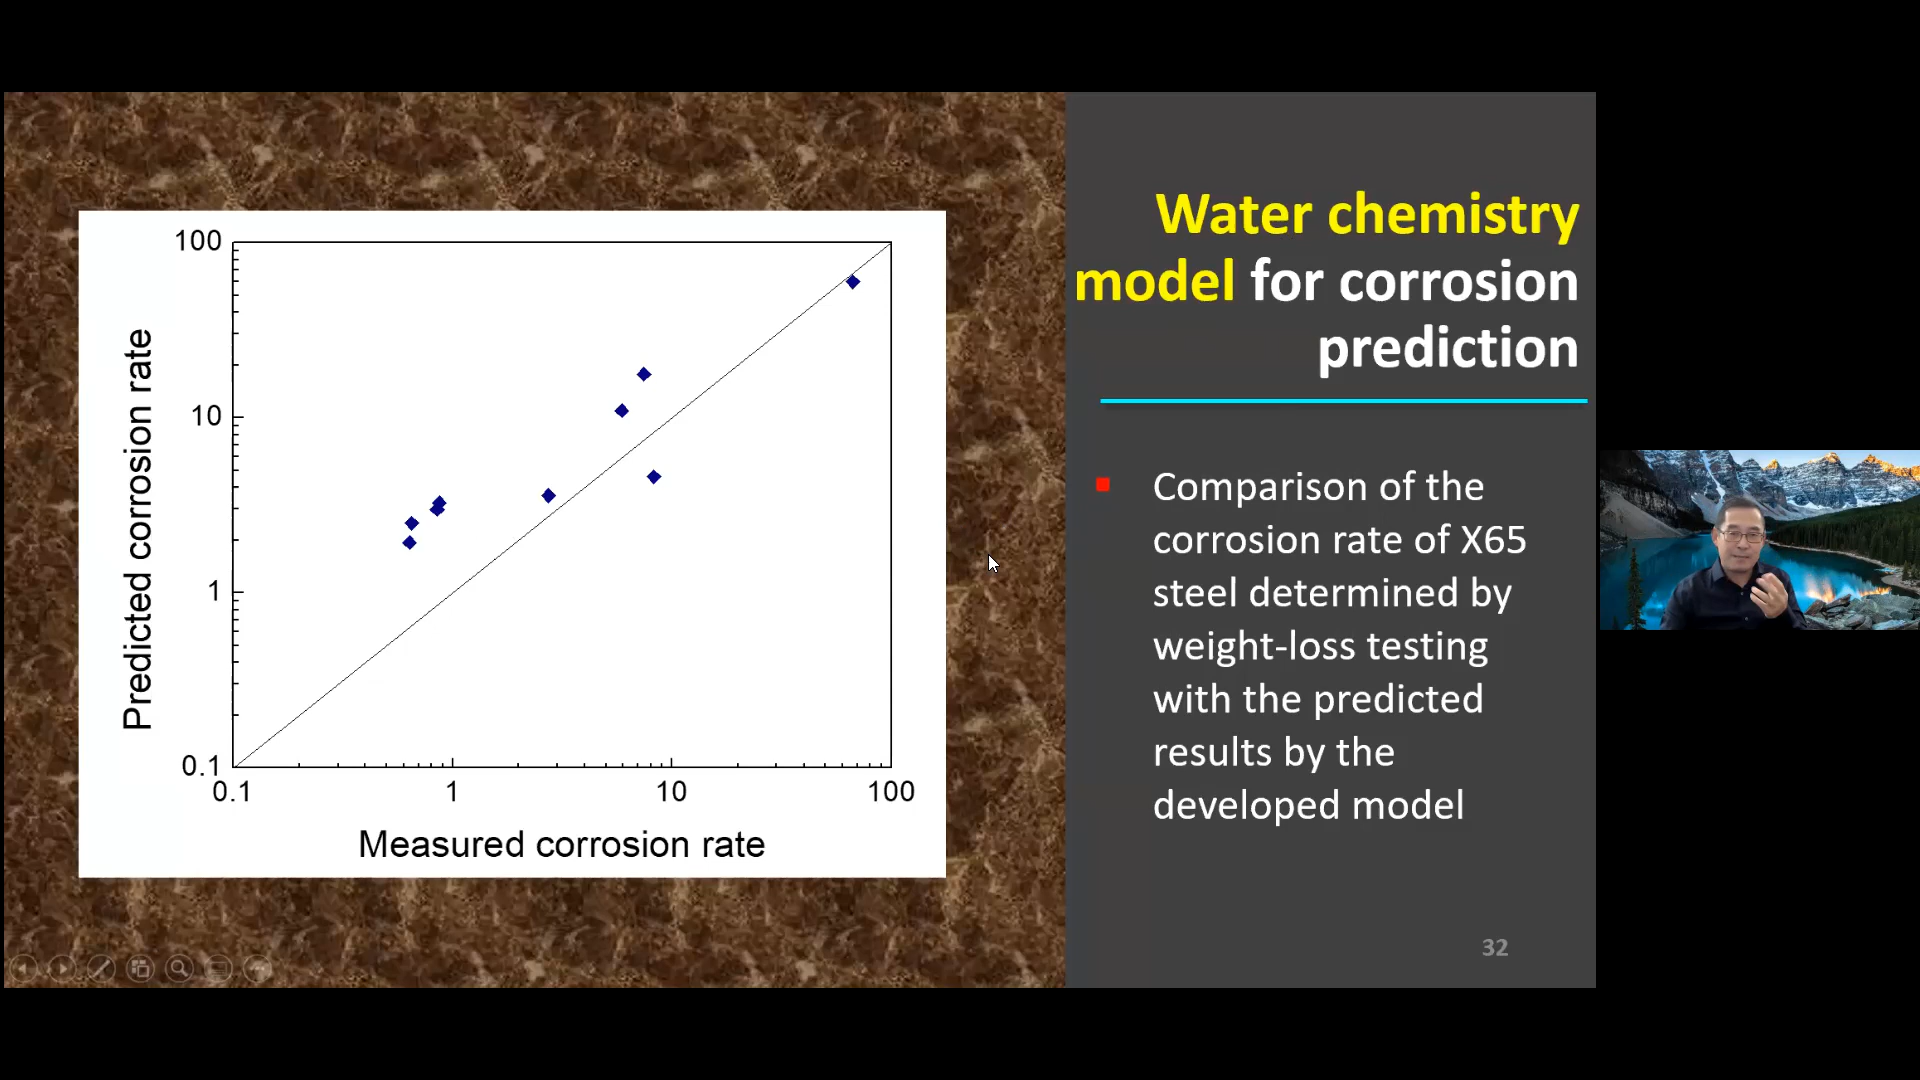 100
10
1
0.1
0.1 1 10 100
Predicted corrosion rate
Measured corrosion rate
Water chemistry
model for corrosion
prediction
Comparison of the
corrosion rate of X65
steel determined by
weight-loss testing
with the predicted
results by the
developed model
32